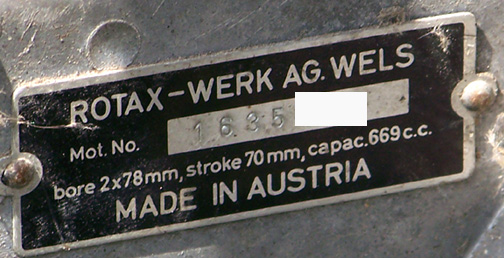 ROTAX-WERK AG. WELS
Mot. No. 1635
bore 2x78mm, stroke 70mm, capac. 669 c.c.
MADE IN AUSTRIA